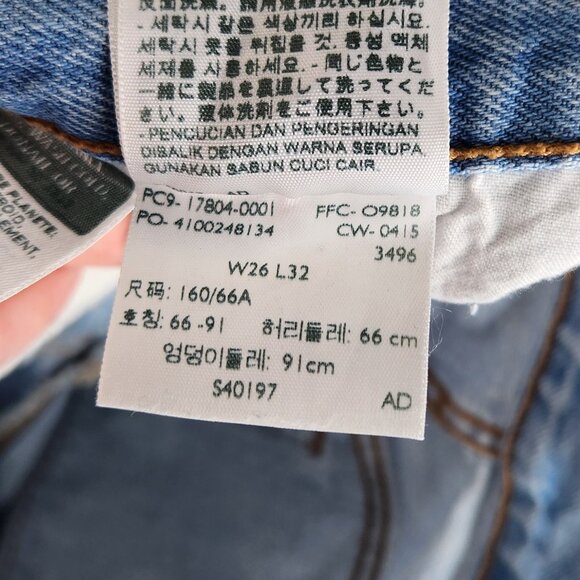 세탁시 같은 색상끼리 하십시요.
세탁시 옷을 뒤집을 것. 중성 액체
세제를 사용하십시요. - 同じ色物と
一緒に製品を裏返して洗ってくだ
さい。液体洗剤をご使用下さい。
- PENCUCIAN DAN PENGERINGAN
DIBALIK DENGAN WARNA SERUPA.
GUNAKAN SABUN CUCI CAIR.
PC9- 17804-0001 FFC- O9818
PO- 4100248134 CW- 0415
3496
W26 L32
尺码: 160/66A
호칭: 66 -91 허리둘레: 66 cm
엉덩이둘레: 91cm
S40197 AD
PLANÈTE: